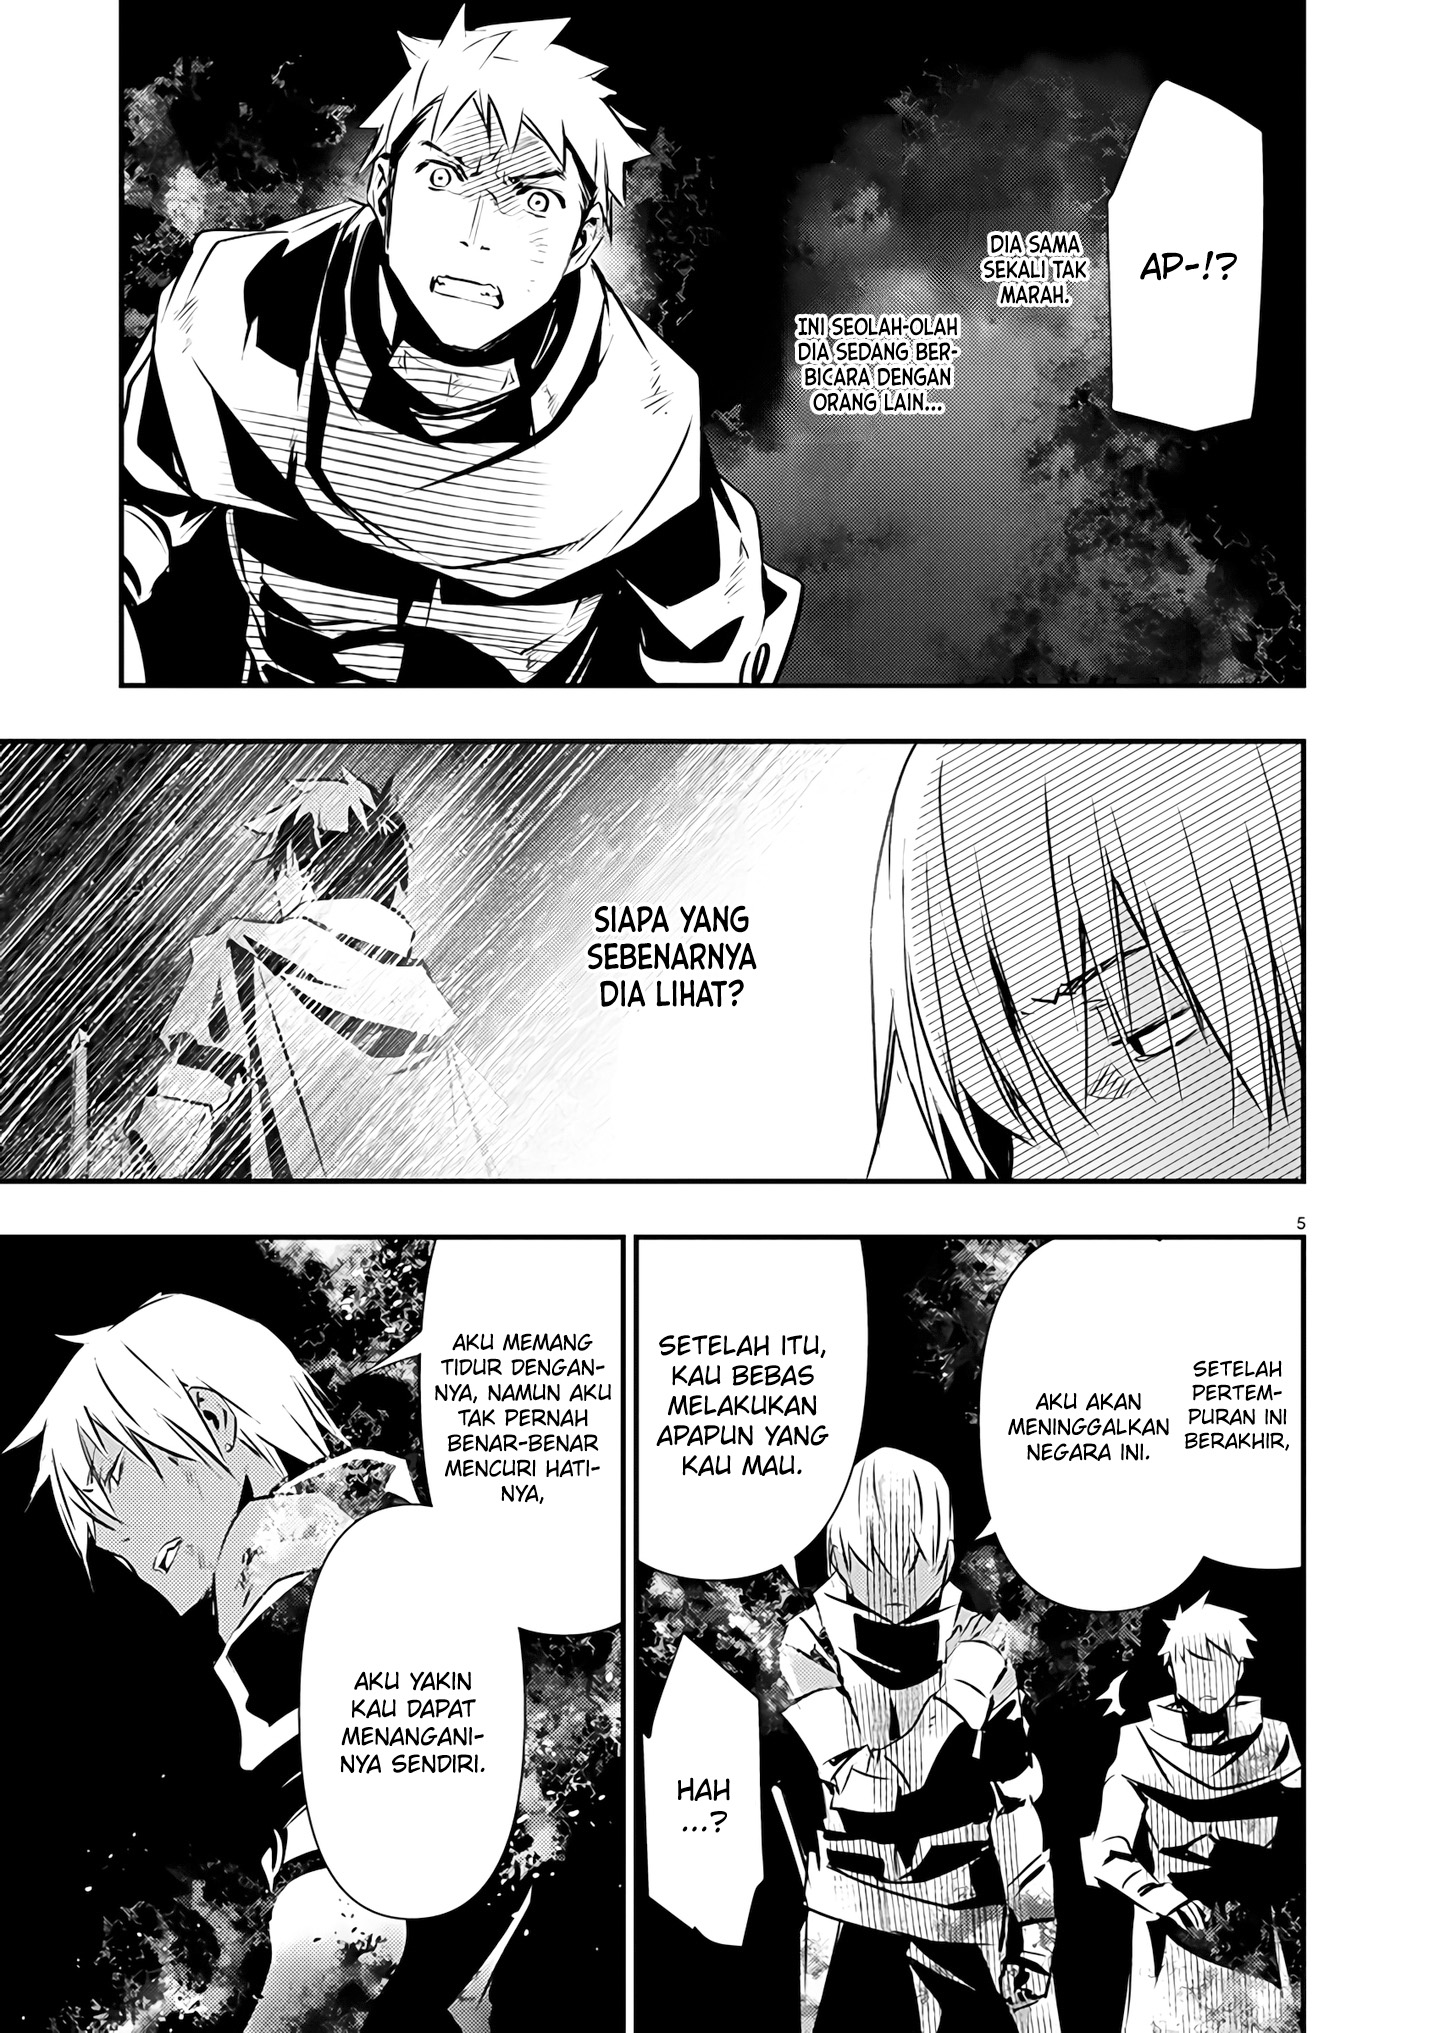 AP-!?
DIA SAMA
SEKALI TAK
MARAH.
INI SEOLAH-OLAH
DIA SEDANG BER-
BICARA DENGAN
ORANG LAIN...
SIAPA YANG
SEBENARNYA
DIA LIHAT?
5
SETELAH
PERTEM-
PURAN INI
BERAKHIR,
AKU AKAN
MENINGGALKAN
NEGARA INI.
SETELAH ITU,
KAU BEBAS
MELAKUKAN
APAPUN YANG
KAU MAU.
HAH
...?
AKU MEMANG
TIDUR DENGAN-
NYA, NAMUN AKU
TAK PERNAH
BENAR-BENAR
MENCURI HATI-
NYA,
AKU YAKIN
KAU DAPAT
MENANGANI-
NYA SENDIRI.